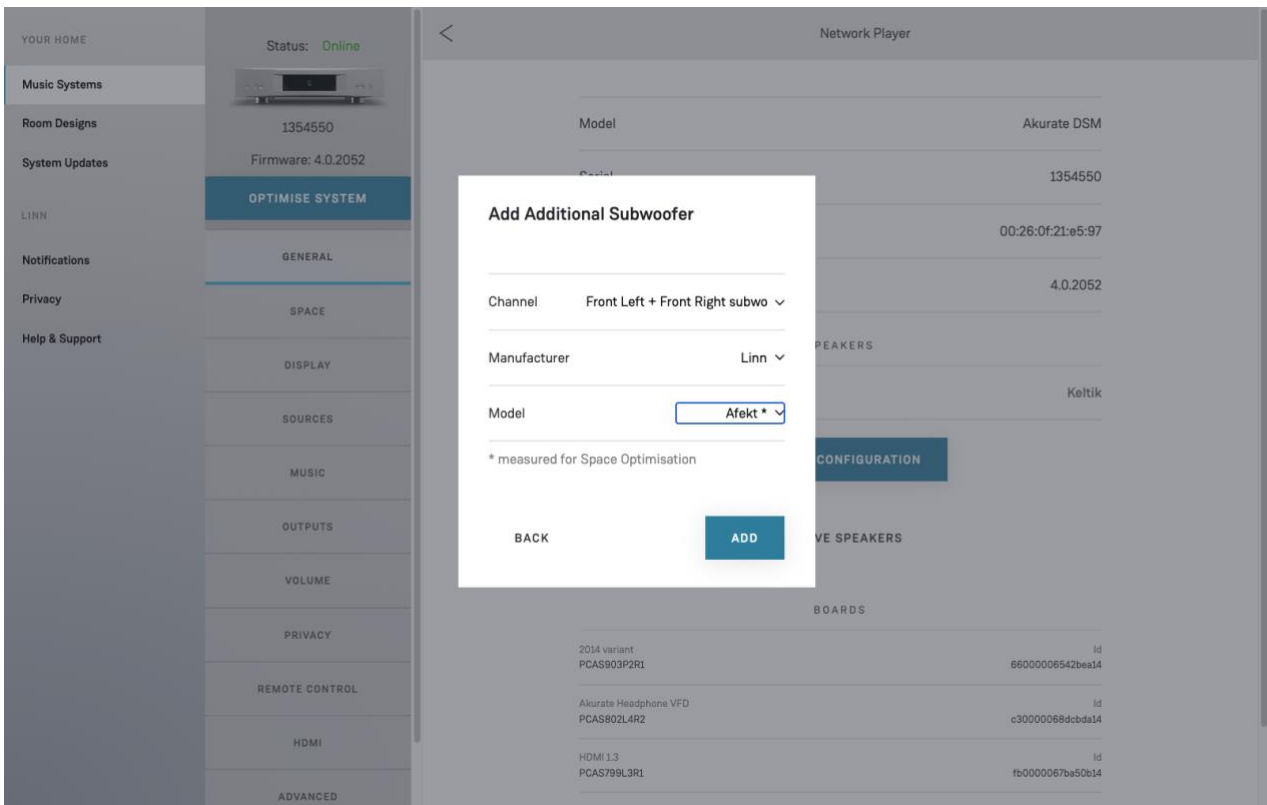 YOUR HOME
Music Systems
Room Designs
System Updates
LINN
Notifications
Privacy
Help & Support
Status: Online
1354550
Firmware: 4.0.2052
OPTIMISE SYSTEM
GENERAL
SPACE
DISPLAY
SOURCES
MUSIC
OUTPUTS
VOLUME
PRIVACY
REMOTE CONTROL
HDMI
ADVANCED
Network Player
Model Akurate DSM
1354550
00:26:0f:21:e5:97
4.0.2052
PEAKERS
Keltik
CONFIGURATION
VE SPEAKERS
Add Additional Subwoofer
Channel Front Left + Front Right subwo
Manufacturer Linn
Model Afekt *
* measured for Space Optimisation
BACK ADD
BOARDS
2014 variant Id
PCAS903P2R1 66000006542bea14
Akurate Headphone VFD Id
PCAS802L4R2 c30000068dcbda14
HDMI 1.3 Id
PCAS799L3R1 fb0000067ba50b14